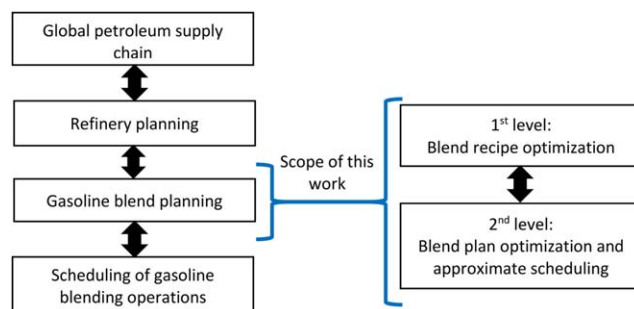 Global petroleum supply
chain
Refinery planning
Gasoline blend planning
Scheduling of gasoline
blending operations
Scope of this
work
1st level:
Blend recipe optimization
2nd level:
Blend plan optimization and
approximate scheduling